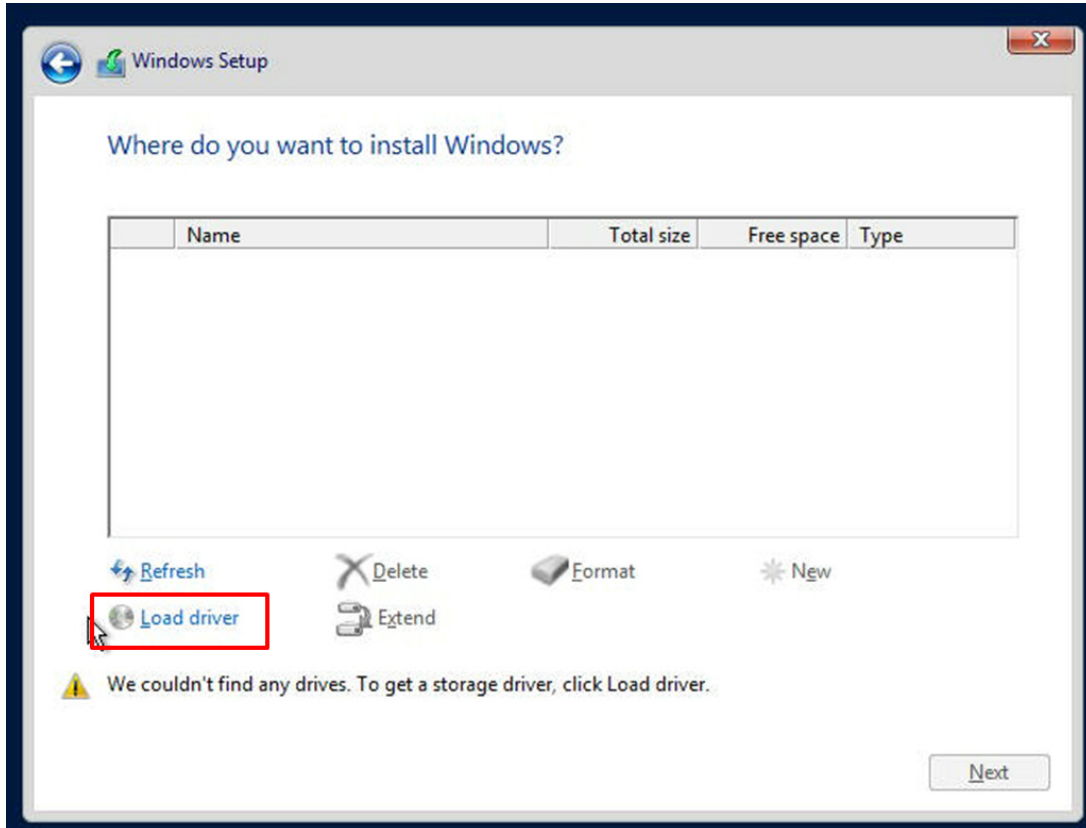 Windows Setup
Where do you want to install Windows?
Name Total size Free space Type
Refresh Delete Format New
Load driver Extend
We couldn't find any drives. To get a storage driver, click Load driver.
Next